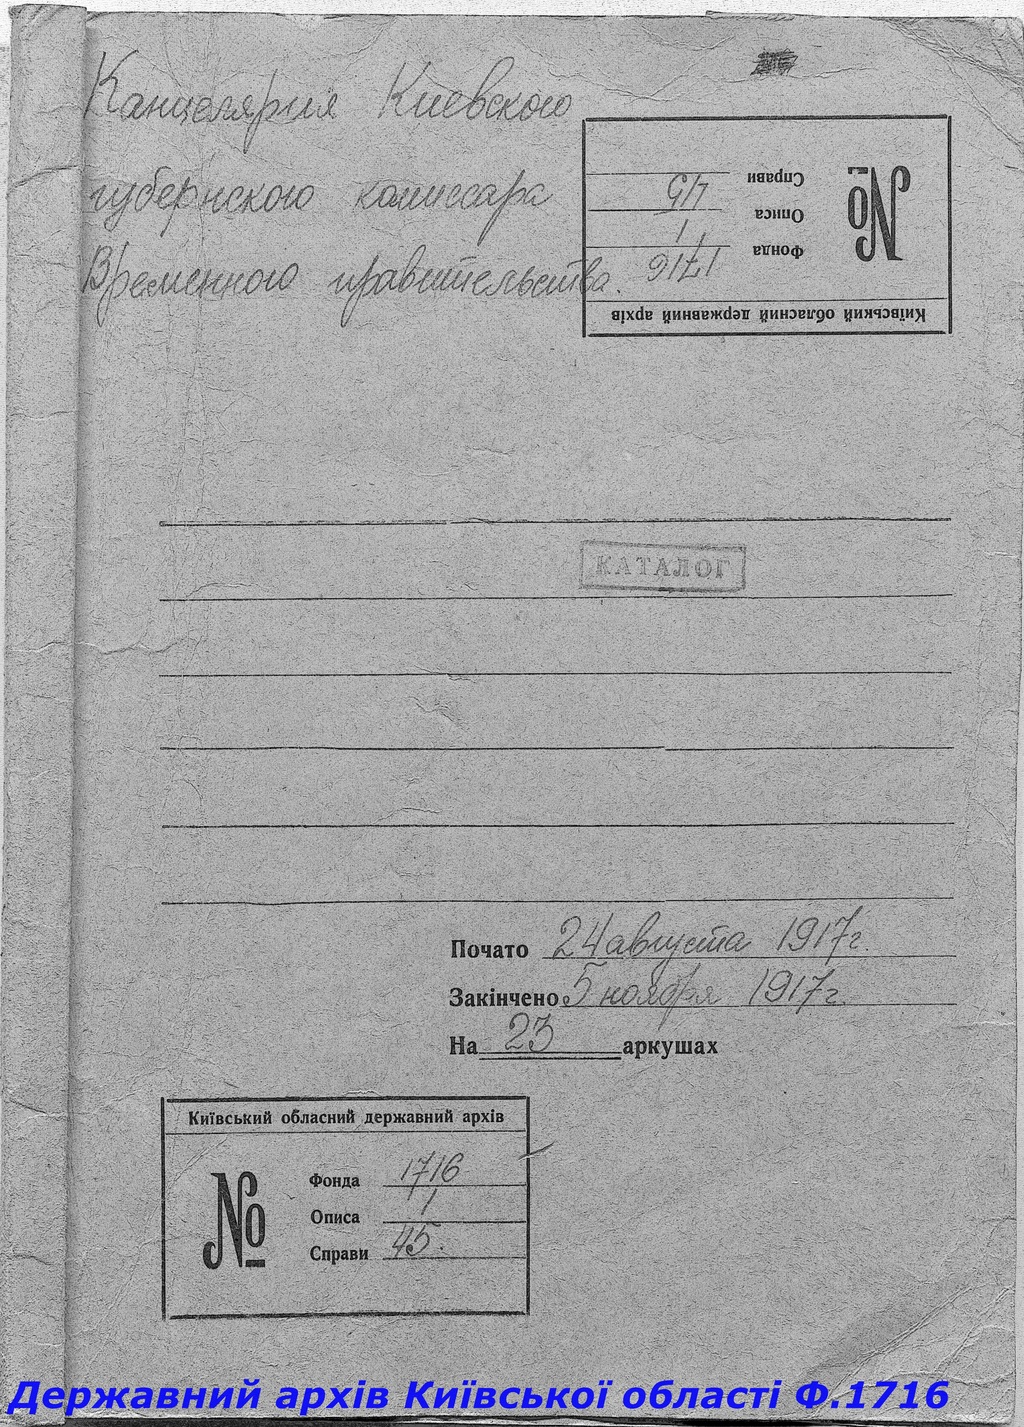 Канцелярия Киевского
губернского комиссара
Временного правительства.
Київський обласний державний архів
№
Фонда 1716
Описа 1
Справи 45
КАТАЛОГ
Почато 24 августа 1917 г.
Закінчено 5 ноября 1917 г.
На 23 аркушах
Київський обласний державний архів
№
Фонда 1716
Описа 1
Справи 45.
Державний архів Київської області Ф.1716